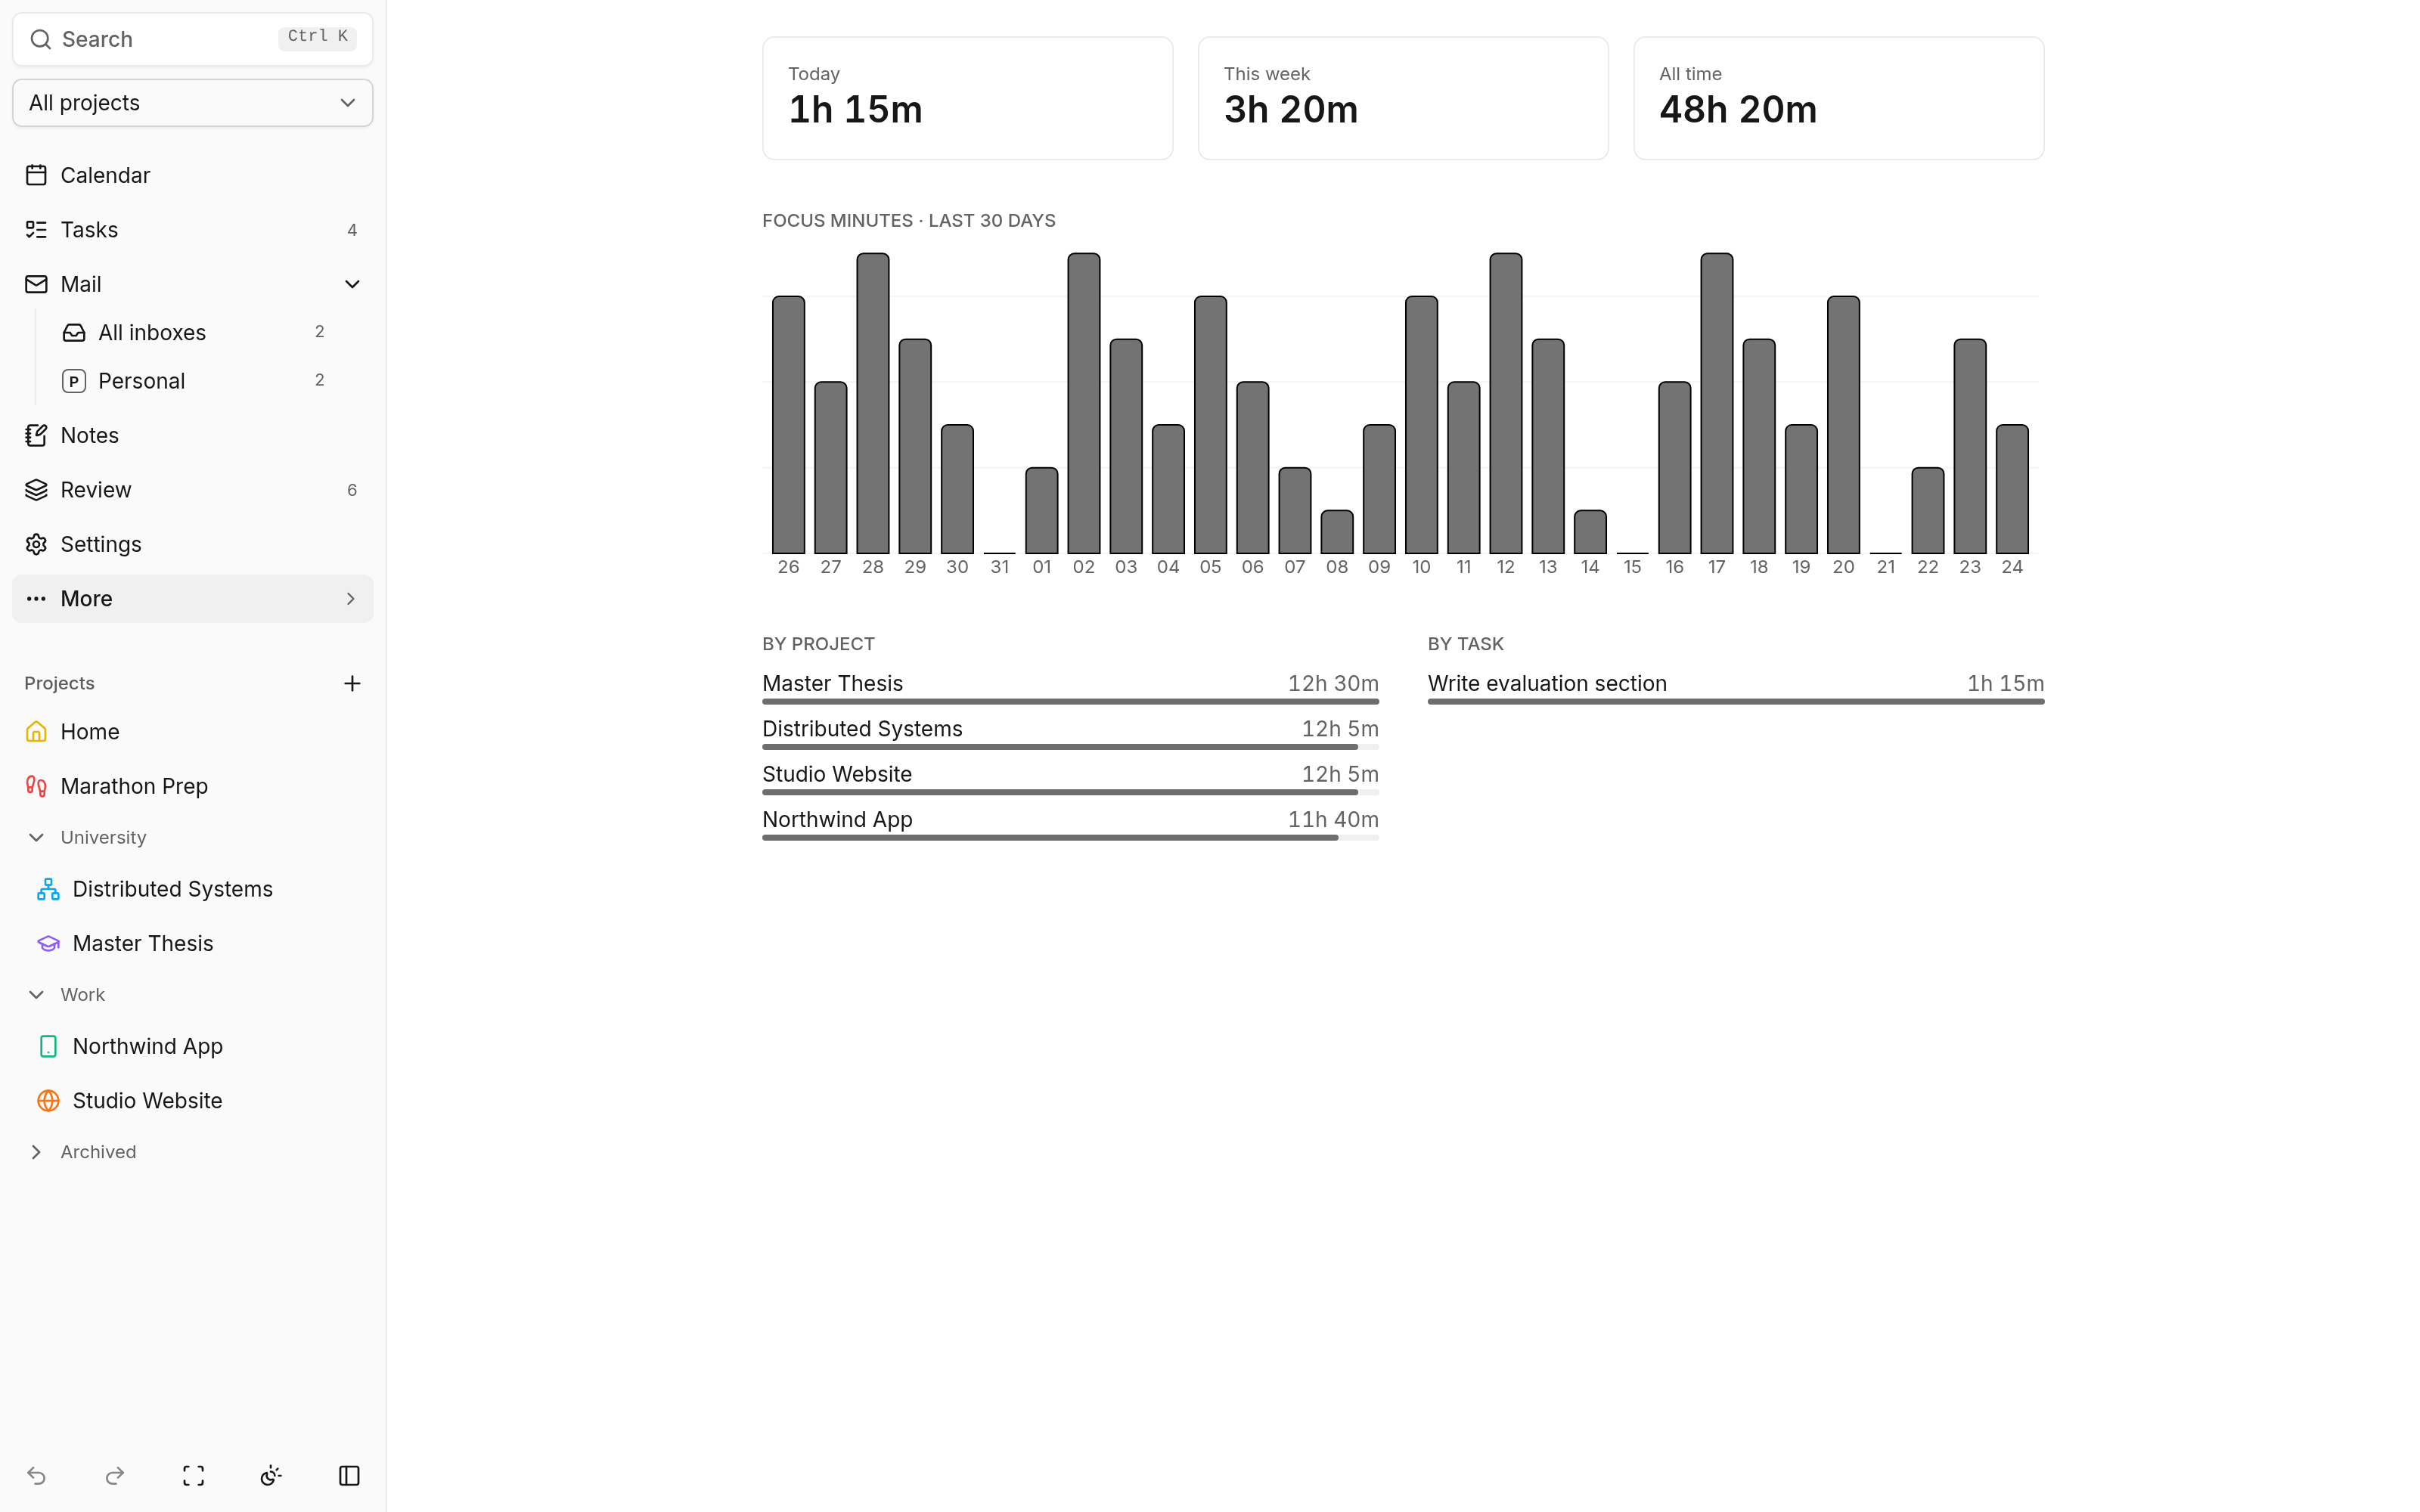 Search
Ctrl K
All projects
Calendar
Tasks 4
Mail
All inboxes 2
P Personal 2
Notes
Review 6
Settings
More
Projects
Home
Marathon Prep
University
Distributed Systems
Master Thesis
Work
Northwind App
Studio Website
Archived
Today
1h 15m
This week
3h 20m
All time
48h 20m
FOCUS MINUTES · LAST 30 DAYS
26 27 28 29 30 31 01 02 03 04 05 06 07 08 09 10 11 12 13 14 15 16 17 18 19 20 21 22 23 24
BY PROJECT
Master Thesis 12h 30m
Distributed Systems 12h 5m
Studio Website 12h 5m
Northwind App 11h 40m
BY TASK
Write evaluation section 1h 15m